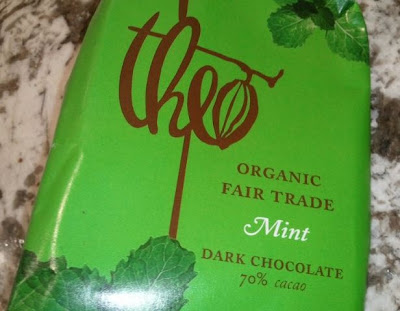 theo
ORGANIC
FAIR TRADE
Mint
DARK CHOCOLATE
70% cacao